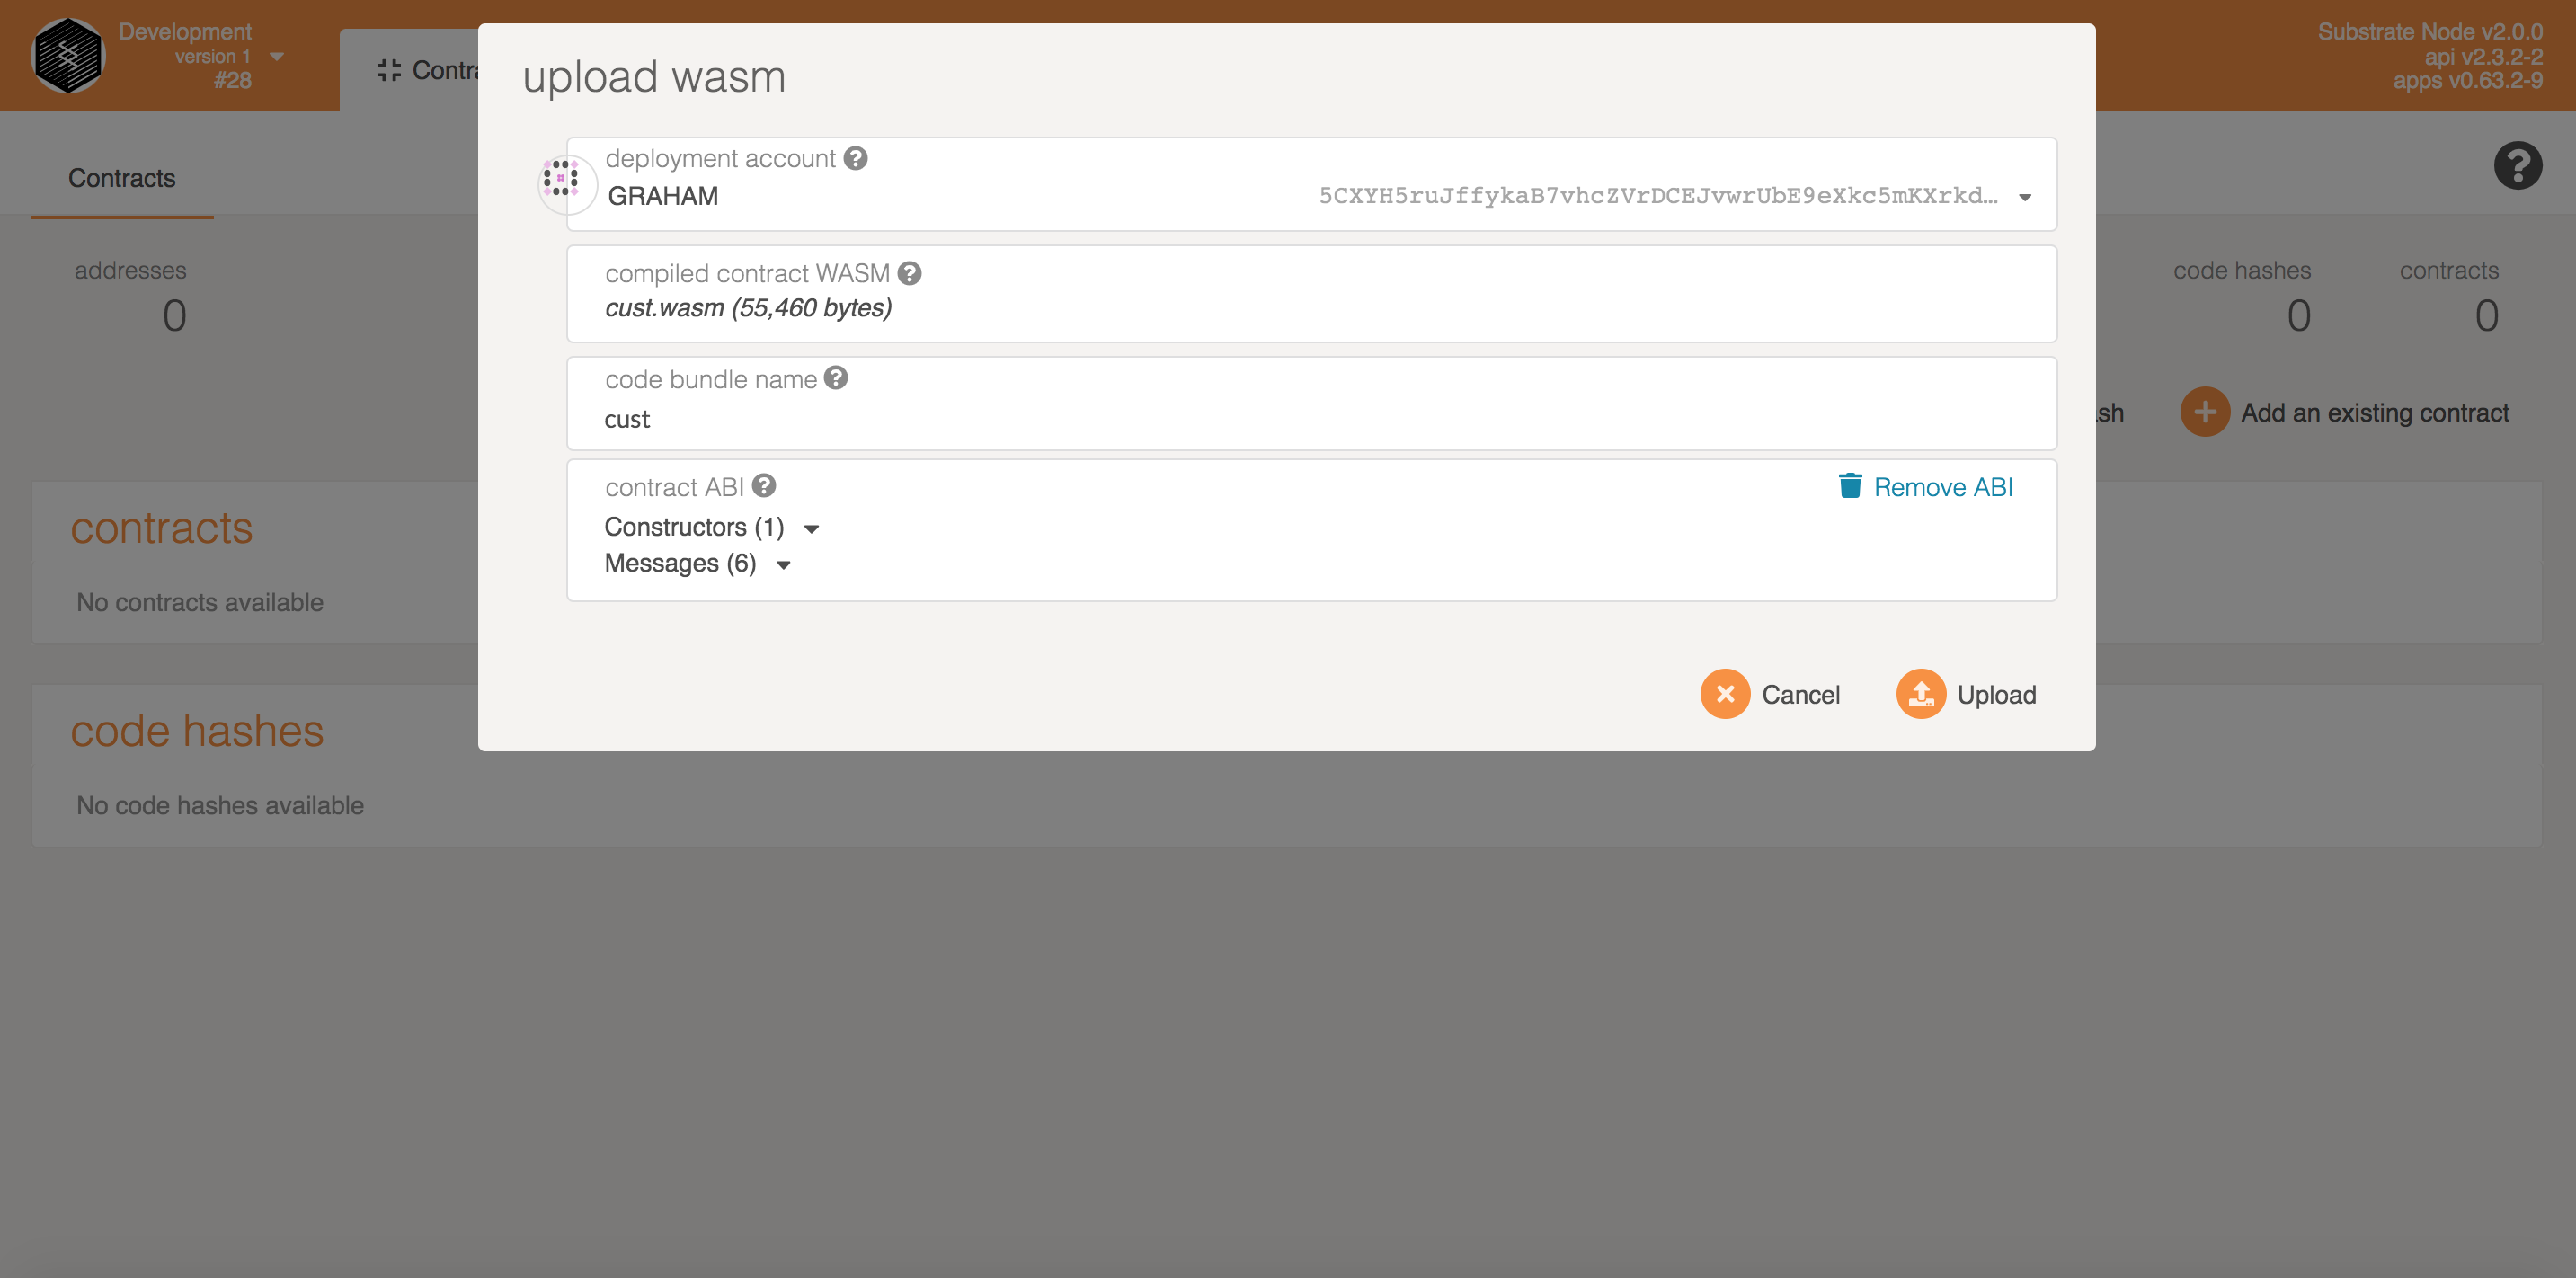 Development
version 1
#28
Contra
Substrate Node v2.0.0
api v2.3.2-2
apps v0.63.2-9
Contracts
addresses
0
code hashes
0
contracts
0
sh
Add an existing contract
contracts
No contracts available
code hashes
No code hashes available
upload wasm
deployment account
GRAHAM
5CXYH5ruJffykaB7vhcZVrDCEJvwrUbE9eXkc5mKXrkd…
compiled contract WASM
cust.wasm (55,460 bytes)
code bundle name
cust
contract ABI
Remove ABI
Constructors (1)
Messages (6)
Cancel
Upload